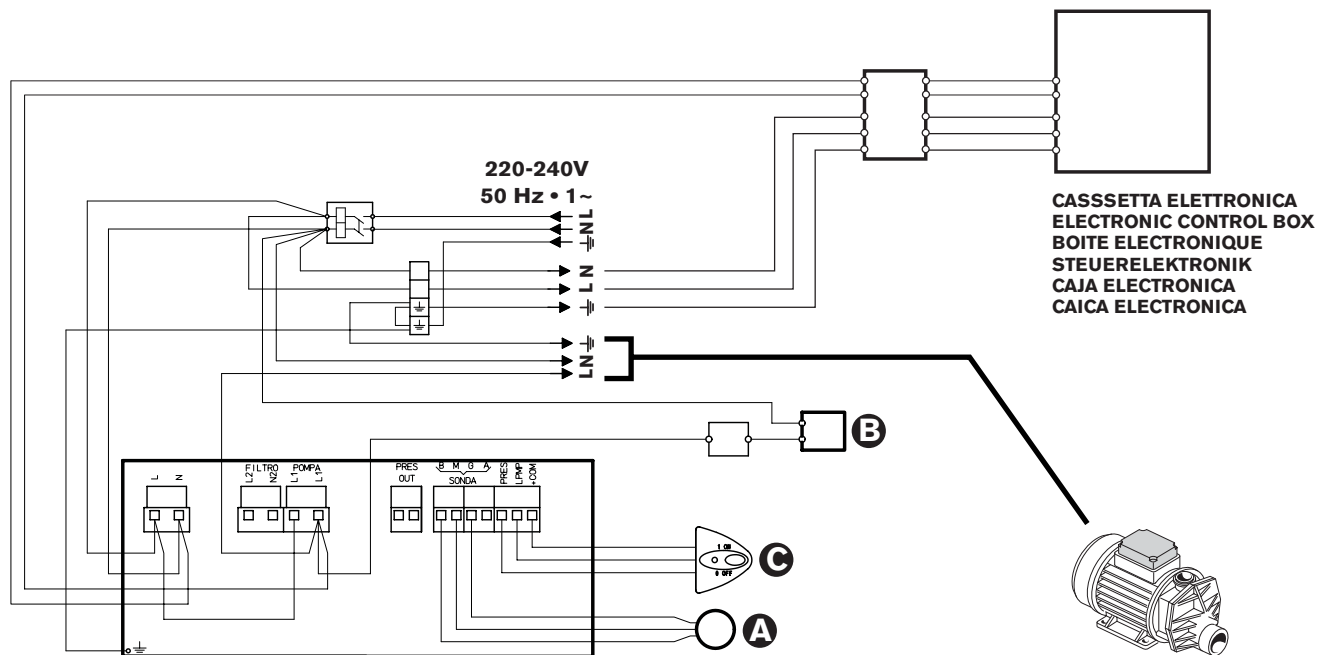 220-240V
50 Hz • 1~
L
N
N
L
N
L
CASSSETTA ELETTRONICA
ELECTRONIC CONTROL BOX
BOITE ELECTRONIQUE
STEUERELEKTRONIK
CAJA ELECTRONICA
CAICA ELECTRONICA
B
L N
FILTRO
L2 N2
POMPA
L1 L1
PRES
OUT
B M G A
SONDA
PRES
LPMP
+COM
1 ON
0 OFF
C
A